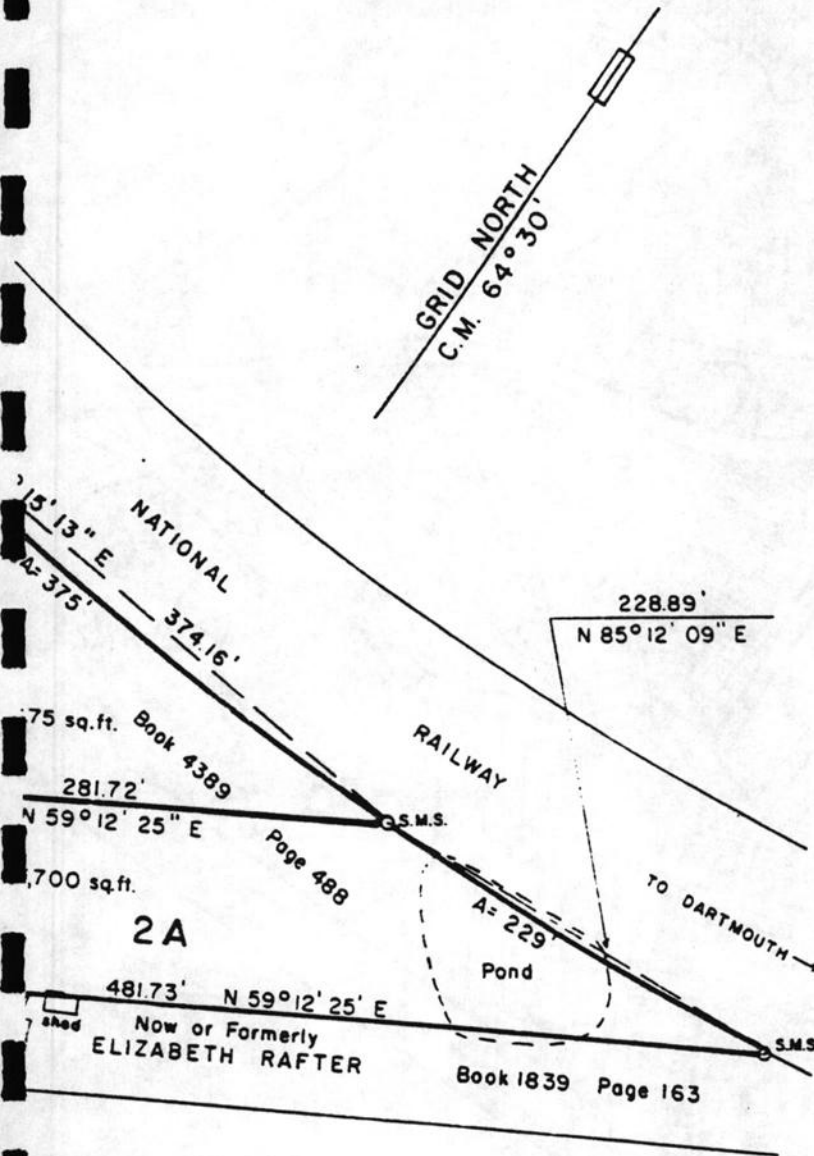 GRID NORTH
C.M. 64°30'
15' 13" E
A= 375'
NATIONAL
374.16'
228.89'
N 85°12' 09" E
75 sq.ft.
Book 4389
RAILWAY
281.72'
N 59°12' 25" E
S.M.S.
Page 488
,700 sq.ft.
TO DARTMOUTH
2A
A= 229'
Pond
481.73' N 59°12' 25' E
shed
Now or Formerly
ELIZABETH RAFTER
S.M.S
Book 1839 Page 163